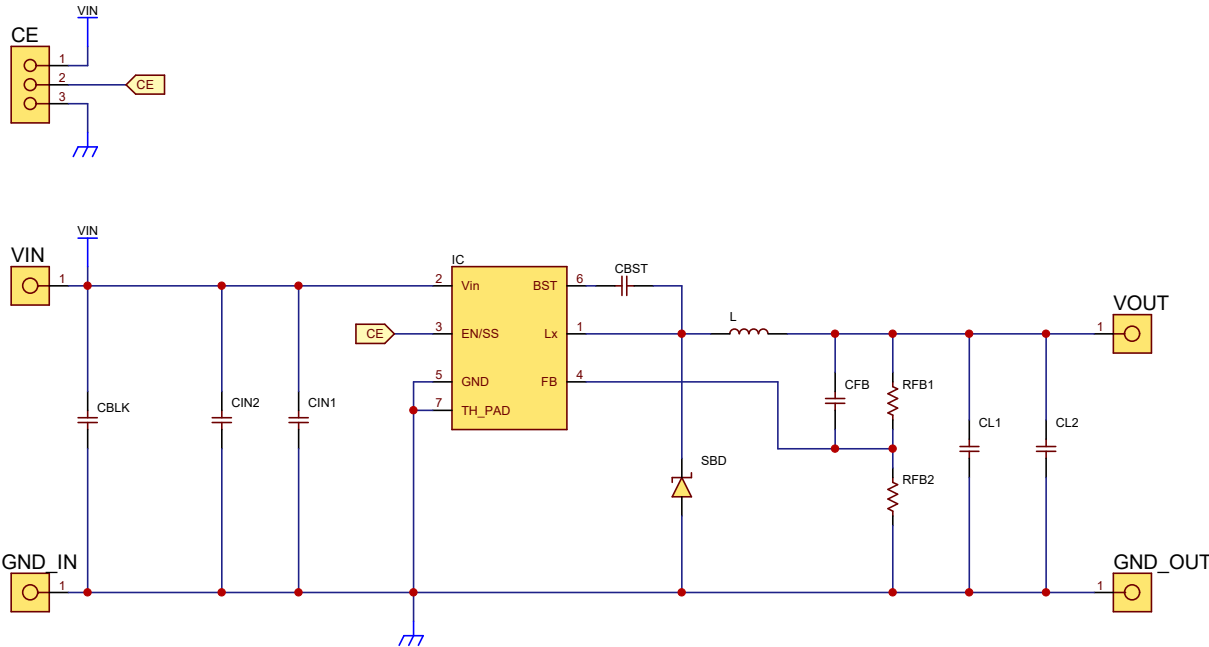 VIN
CE
1
2
CE
3
VIN
VIN
1
IC
2
Vin
BST
6
CBST
CE
3
EN/SS
Lx
1
L
1
VOUT
5
GND
FB
4
7
TH_PAD
CFB
RFB1
CBLK
CIN2
CIN1
CL1
CL2
SBD
RFB2
GND_IN
1
1
GND_OUT